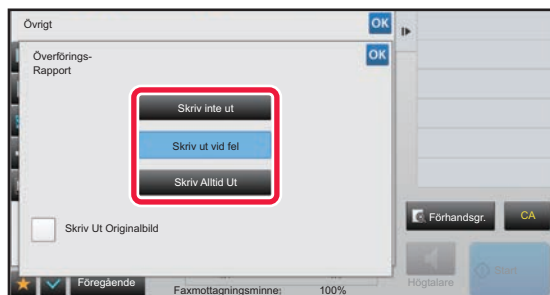 Övrigt
OK
Överförings-
Rapport
OK
Skriv inte ut
Skriv ut vid fel
Skriv Alltid Ut
Skriv Ut Originalbild
Förhandsgr.
CA
Föregående
Faxmottagningsminne:
100%
Högtalare
Start